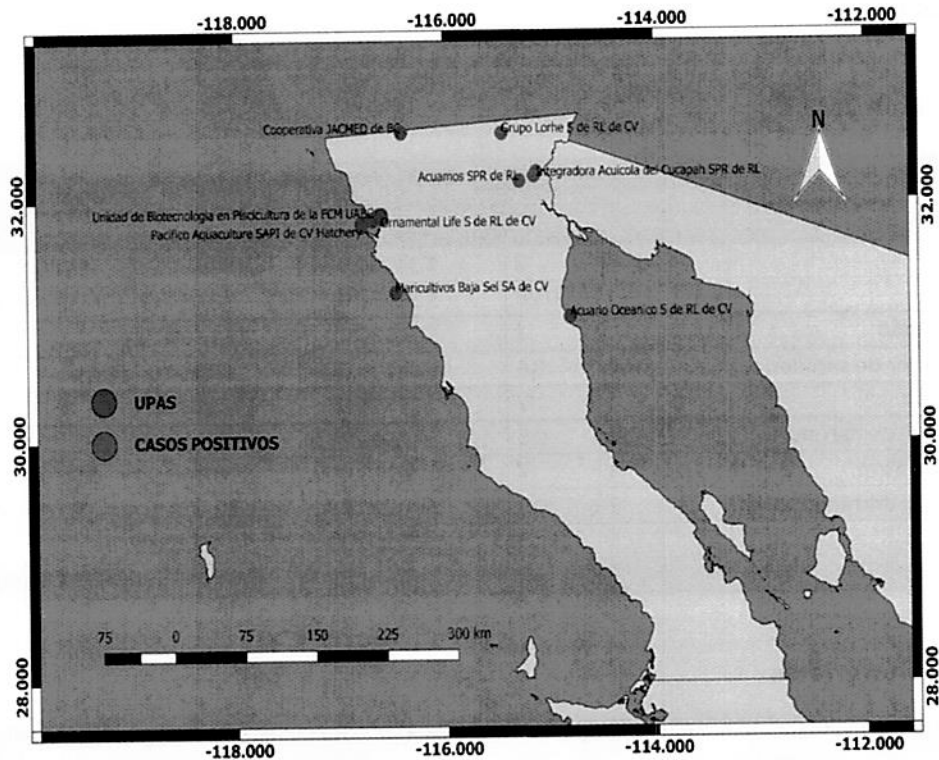 -118.000 -116.000 -114.000 -112.000
N
Cooperativa JACMED de BC
Grupo Lorhe S de RL de CV
Integradora Acuicola del Cucapah SPR de RL
Acuamos SPR de RL
32.000 32.000
Unidad de Biotecnologia en Piscicultura de la FCM UABC
Ornamental Life S de RL de CV
Pacifico Aquaculture SAPI de CV Hatchery
Maricultivos Baja Sel SA de CV
Acuario Oceanico S de RL de CV
UPAS
30.000 30.000
CASOS POSITIVOS
75 0 75 150 225 300 km
28.000 28.000
-118.000 -116.000 -114.000 -112.000